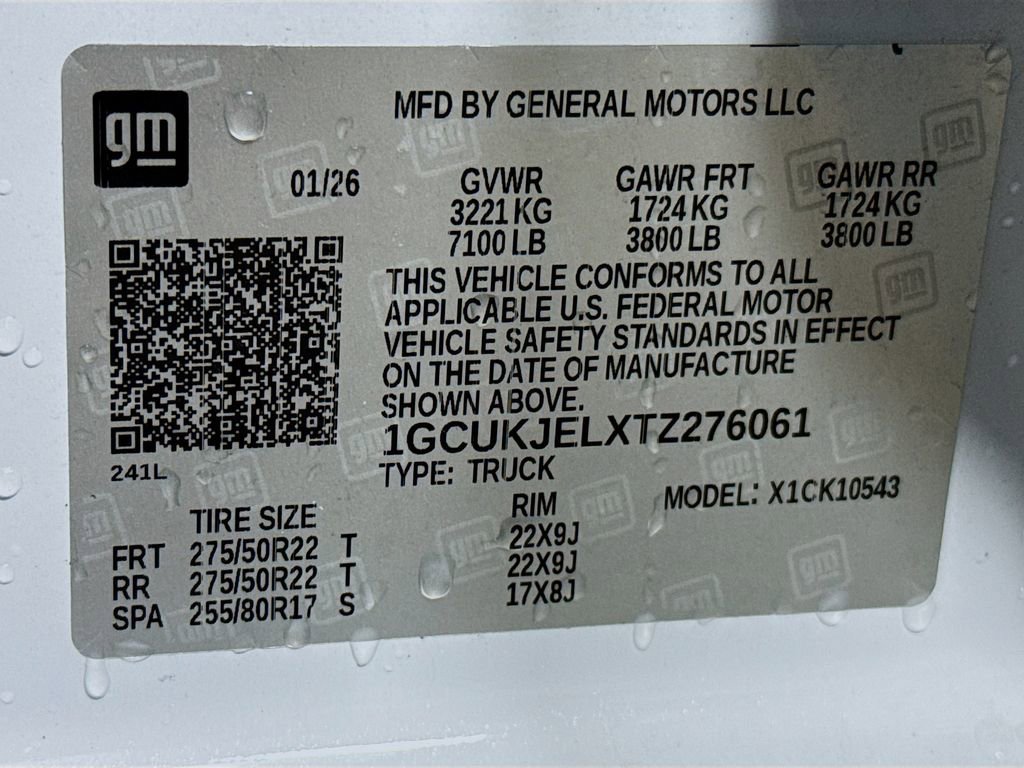 gm
MFD BY GENERAL MOTORS LLC
01/26
GVWR GAWR FRT GAWR RR
3221 KG 1724 KG 1724 KG
7100 LB 3800 LB 3800 LB
THIS VEHICLE CONFORMS TO ALL
APPLICABLE U.S. FEDERAL MOTOR
VEHICLE SAFETY STANDARDS IN EFFECT
ON THE DATE OF MANUFACTURE
SHOWN ABOVE.
1GCUKJELXTZ276061
241L
TYPE: TRUCK
MODEL: X1CK10543
TIRE SIZE RIM
FRT 275/50R22 T 22X9J
RR 275/50R22 T 22X9J
SPA 255/80R17 S 17X8J